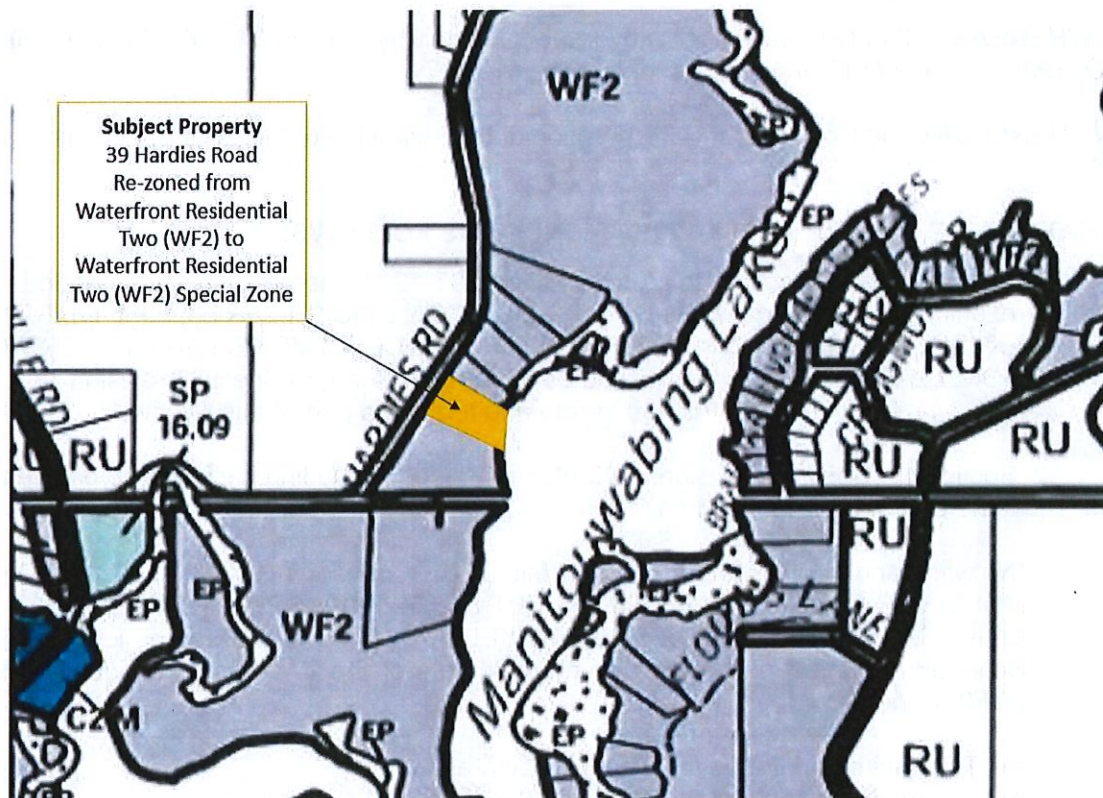 WF2
EP
Subject Property
39 Hardies Road
Re-zoned from
Waterfront Residential
Two (WF2) to
Waterfront Residential
Two (WF2) Special Zone
EP
HARDIES RD
EP
Manitouwabing Lake
RU
SP
16.09
RU
RU
RU
RU
EP
EP
WF2
EP
RU
LANE
C2
EP
EP
RU